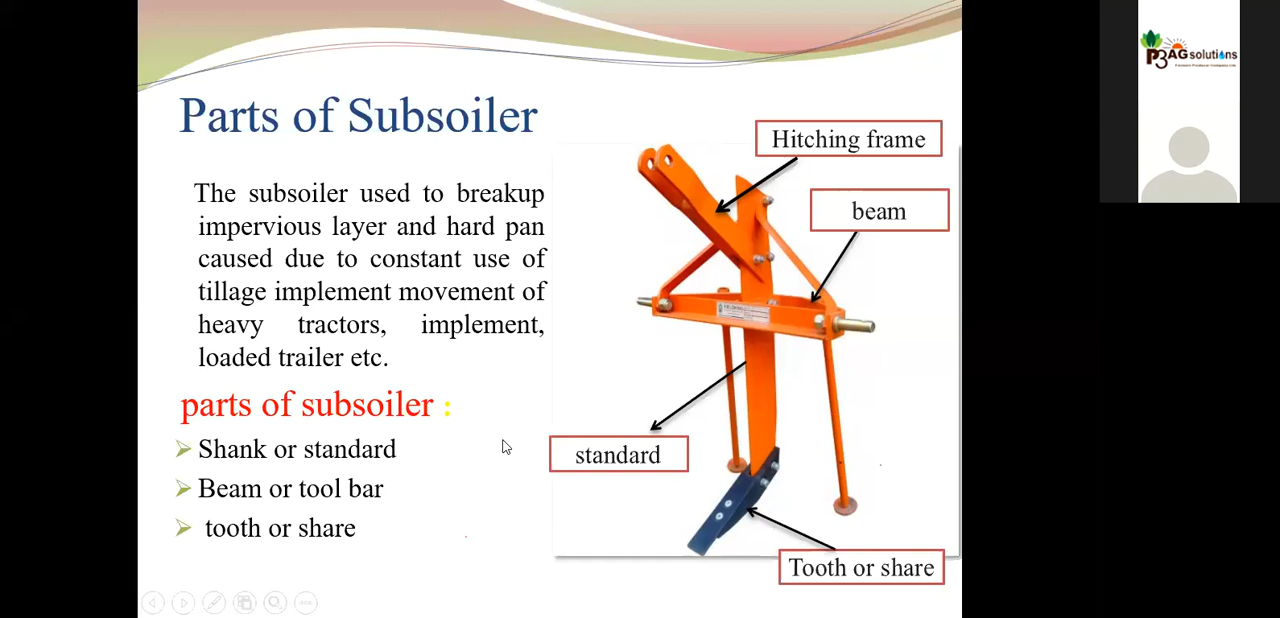 Parts of Subsoiler
The subsoiler used to breakup
impervious layer and hard pan
caused due to constant use of
tillage implement movement of
heavy tractors, implement,
loaded trailer etc.
parts of subsoiler :
Shank or standard
Beam or tool bar
tooth or share
Hitching frame
beam
standard
Tooth or share
P3AGsolutions